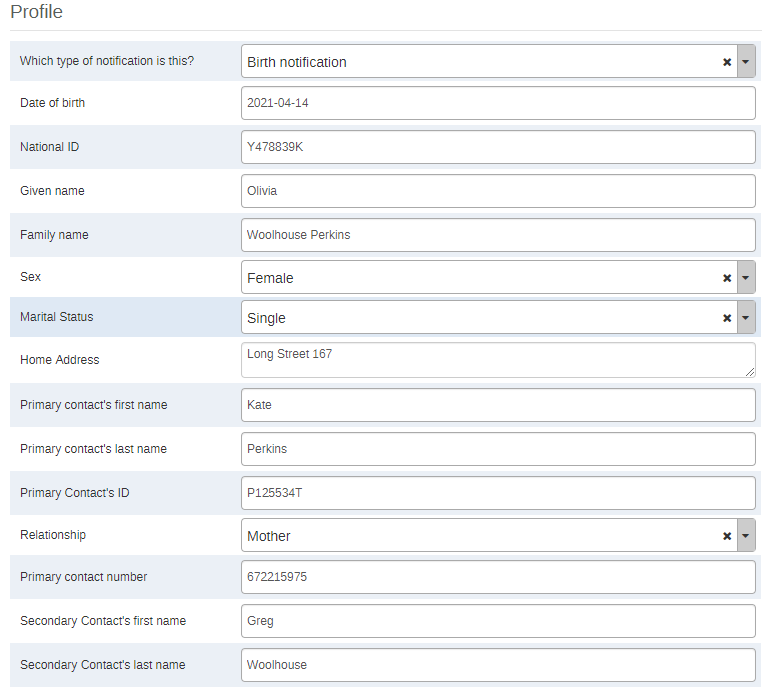 Profile
Which type of notification is this? Birth notification
Date of birth 2021-04-14
National ID Y478839K
Given name Olivia
Family name Woolhouse Perkins
Sex Female
Marital Status Single
Home Address Long Street 167
Primary contact's first name Kate
Primary contact's last name Perkins
Primary Contact's ID P125534T
Relationship Mother
Primary contact number 672215975
Secondary Contact's first name Greg
Secondary Contact's last name Woolhouse